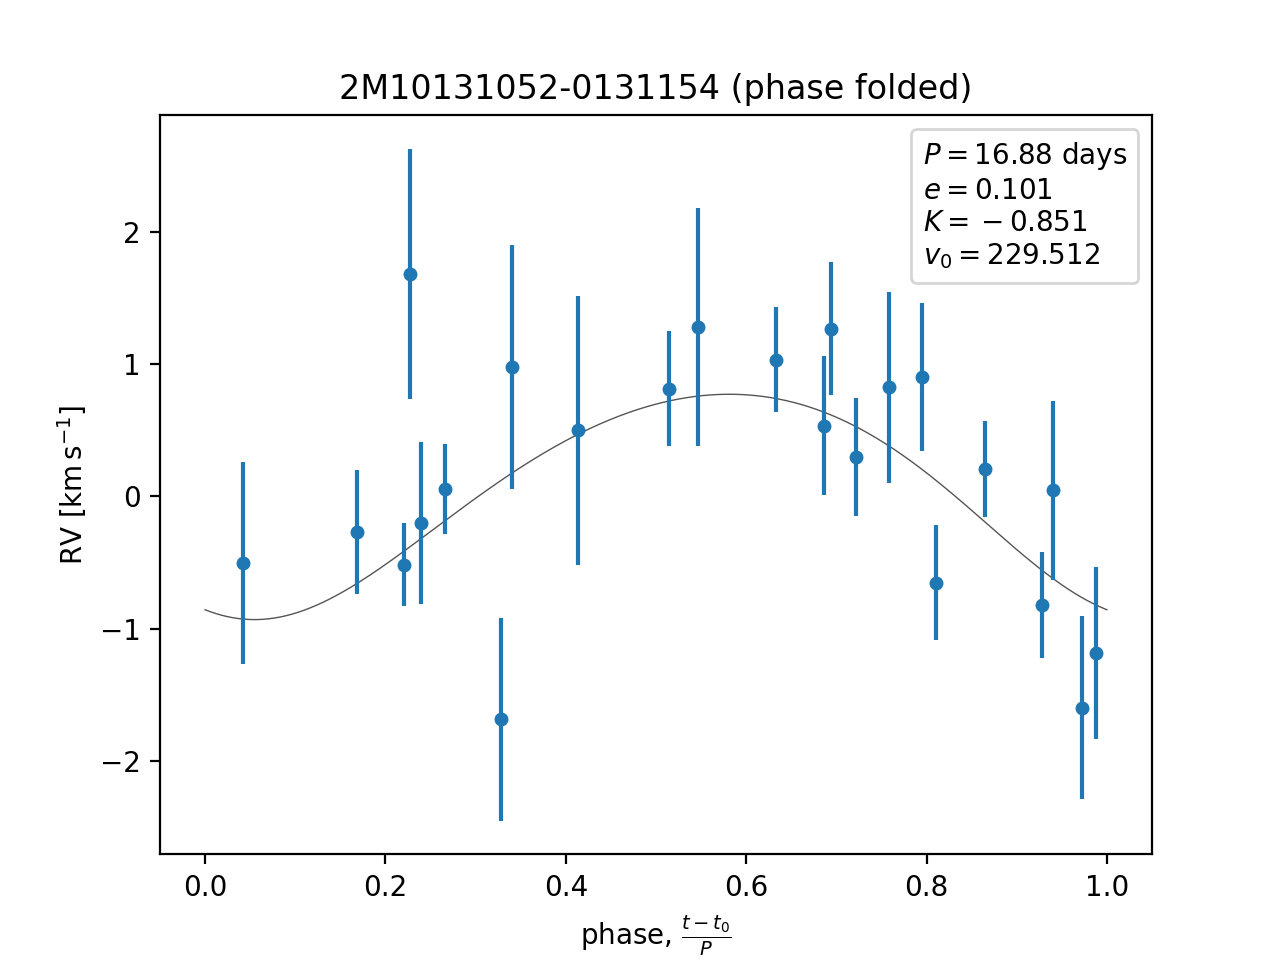 2M10131052-0131154 (phase folded)
P = 16.88 days
e = 0.101
K = −0.851
v₀ = 229.512
RV [km s⁻¹]
2
1
0
−1
−2
0.0 0.2 0.4 0.6 0.8 1.0
phase, (t − t₀)/P